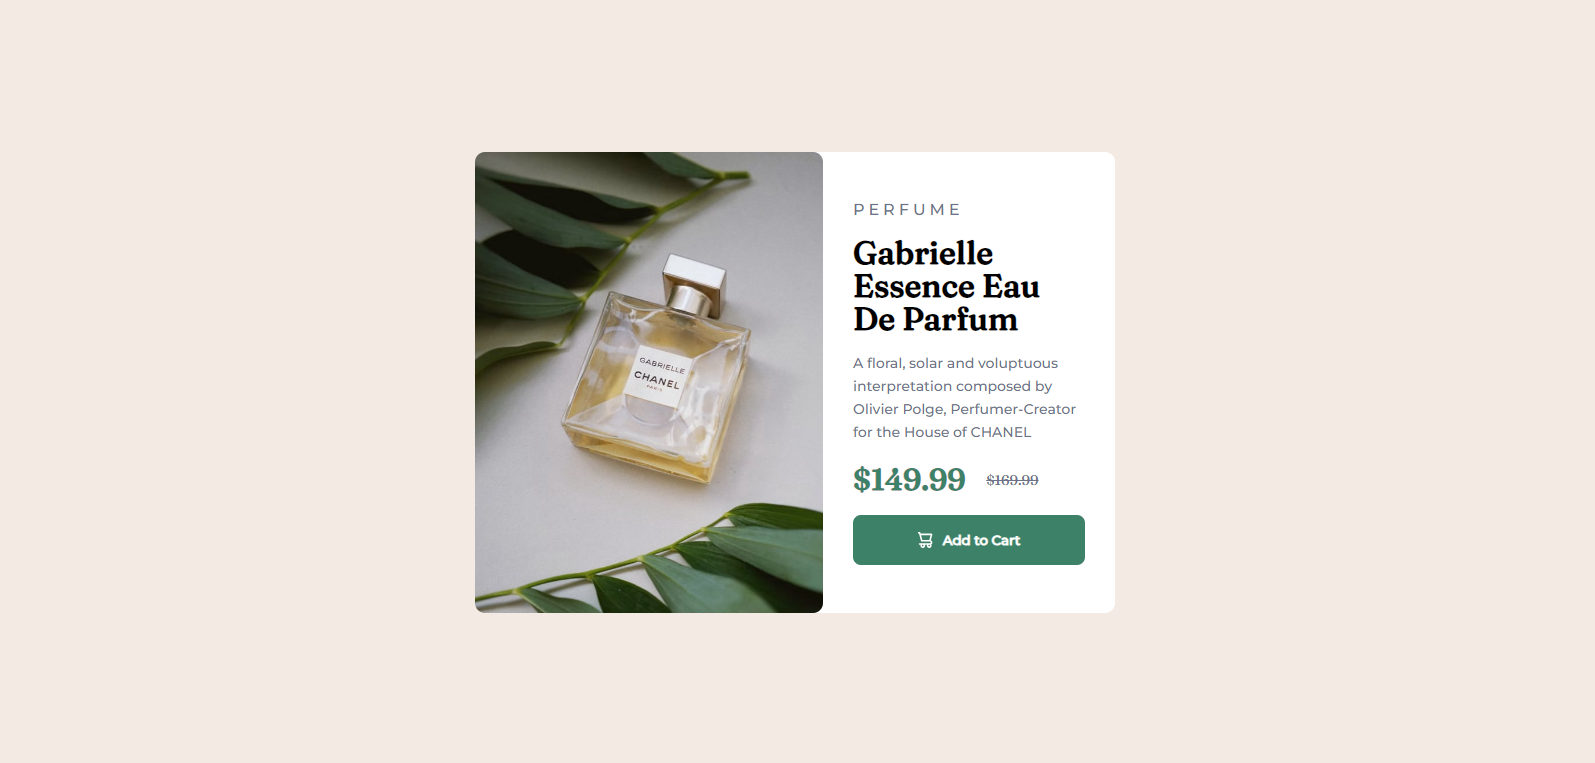 GABRIELLE
CHANEL
PARIS
PERFUME
Gabrielle
Essence Eau
De Parfum
A floral, solar and voluptuous
interpretation composed by
Olivier Polge, Perfumer-Creator
for the House of CHANEL
$149.99 $169.99
Add to Cart